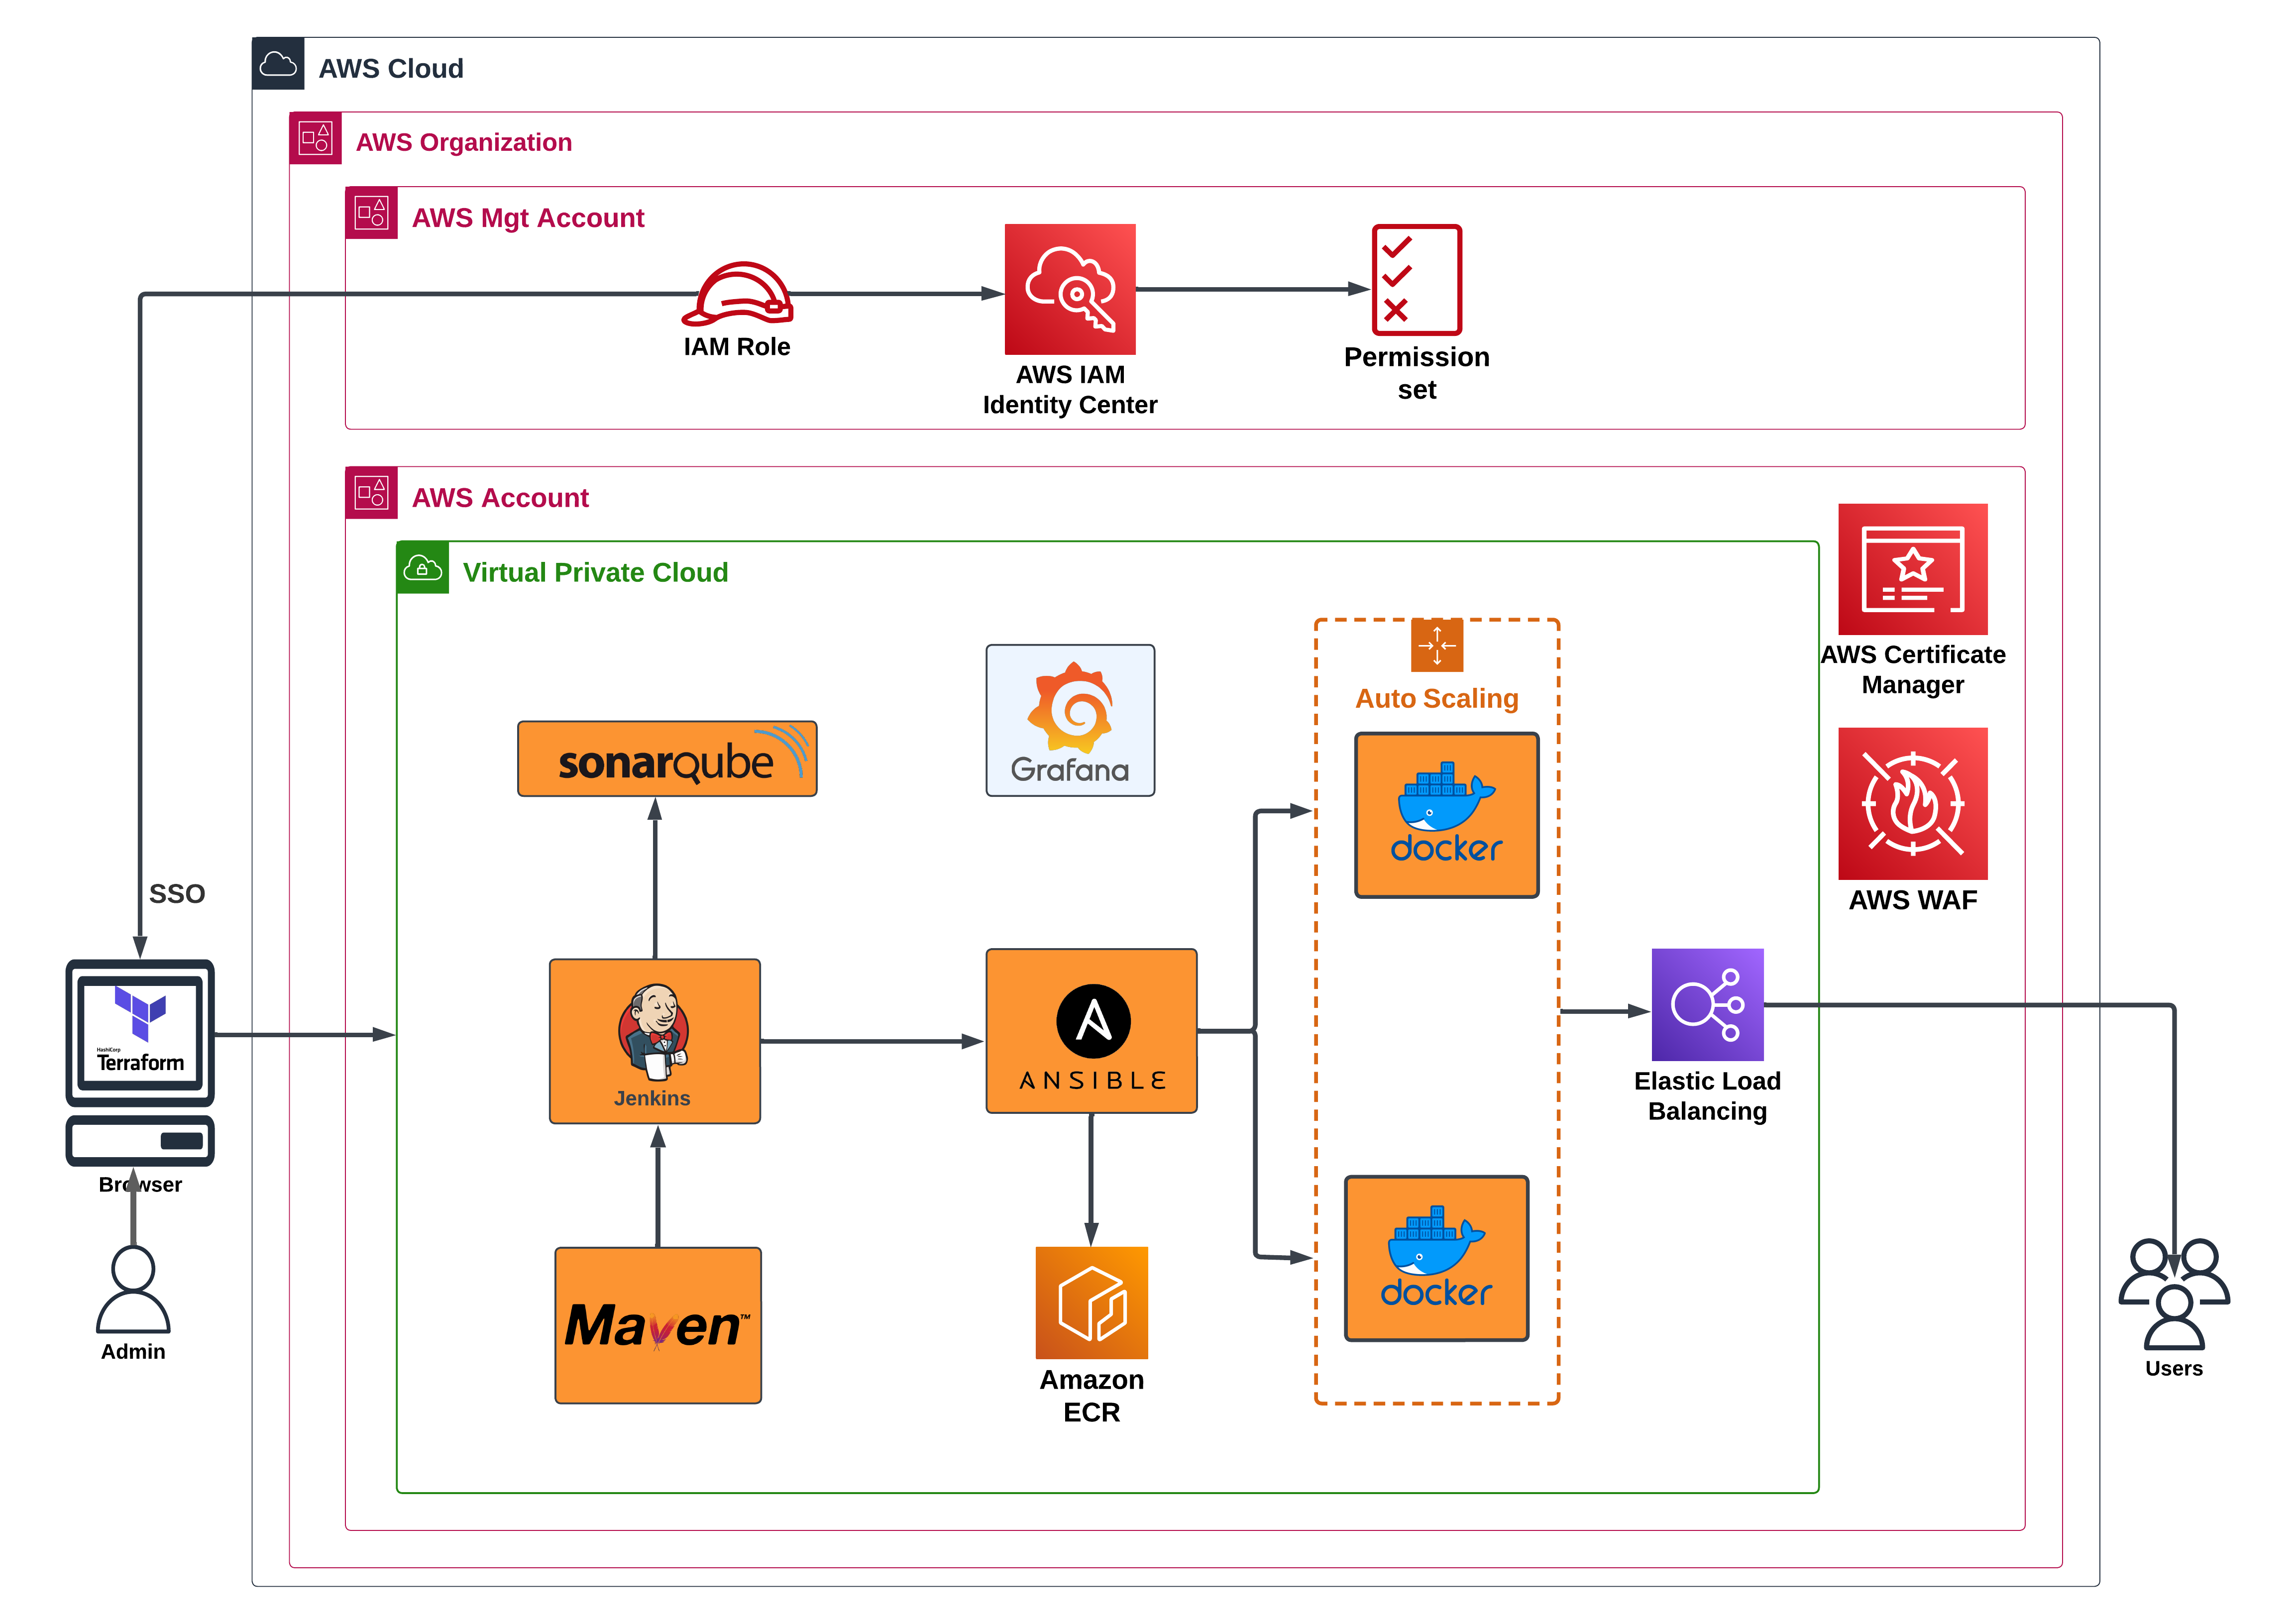 AWS Cloud
AWS Organization
AWS Mgt Account
IAM Role
AWS IAM
Identity Center
Permission
set
AWS Account
Virtual Private Cloud
AWS Certificate
Manager
Auto Scaling
Grafana
sonarqube
docker
AWS WAF
SSO
HashiCorp
Terraform
Jenkins
ANSIBLE
Elastic Load
Balancing
Browser
Admin
Maven™
docker
Amazon
ECR
Users